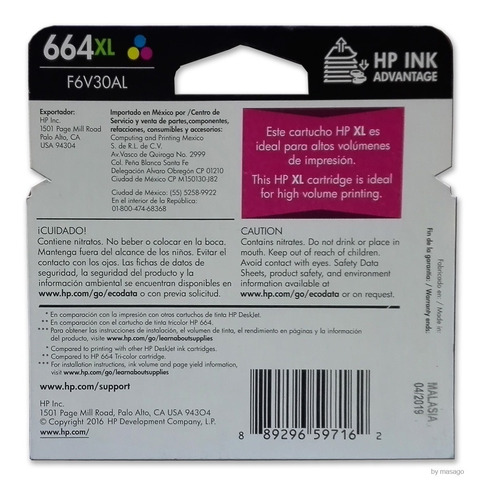 664XL
F6V30AL
HP INK
ADVANTAGE
Exportador:
HP Inc.
1501 Page Mill Road
Palo Alto, CA
USA 94304
Importado en México por /Centro de
Servicio y venta de partes,componentes,
refacciones, consumibles y accesorios:
Computing and Printing Mexico
S. de R.L. de C.V.
Av.Vasco de Quiroga No. 2999
Col. Peña Blanca Santa Fe
Delegación Alvaro Obregón CP 01210
Ciudad de México CP M150130-J82
Ciudad de México: (55) 5258-9922
En el interior de la República:
01-800-474-68368
Este cartucho HP XL es
ideal para altos volúmenes
de impresión.
This HP XL cartridge is ideal
for high volume printing.
¡CUIDADO!
Contiene nitratos. No beber o colocar en la boca.
Mantenga fuera del alcance de los niños. Evitar el
contacto con los ojos. Las fichas de datos de
seguridad, la seguridad del producto y la
información ambiental se encuentran disponibles en
www.hp.com/go/ecodata o con previa solicitud.
CAUTION
Contains nitrates. Do not drink or place in
mouth. Keep out of reach of children.
Avoid contact with eyes. Safety Data
Sheets, product safety, and environment
information available at
www.hp.com/go/ecodata or on request.
Fabricado en: / Made in
Fin de la garantía: / Warranty ends:
MALASIA
04/2019
* En comparación con la impresión con otros cartuchos de tinta HP DeskJet.
** En comparación con el cartucho de tinta tricolor HP 664.
*** Para obtener las instrucciones de instalación, el volumen de tinta, el rendimiento en páginas y la información
del producto, visite www.hp.com/go/learnaboutsupplies
* Compared to printing with other HP DeskJet ink cartridges.
** Compared to HP 664 Tri-color cartridge.
*** For installation instructions, ink volume and page yield information,
visit www.hp.com/go/learnaboutsupplies
www.hp.com/support
HP Inc.
1501 Page Mill Road, Palo Alto, CA USA 94304
© Copyright 2016 HP Development Company, L.P.
www.hp.com/
8 89296 59716 2
by masago